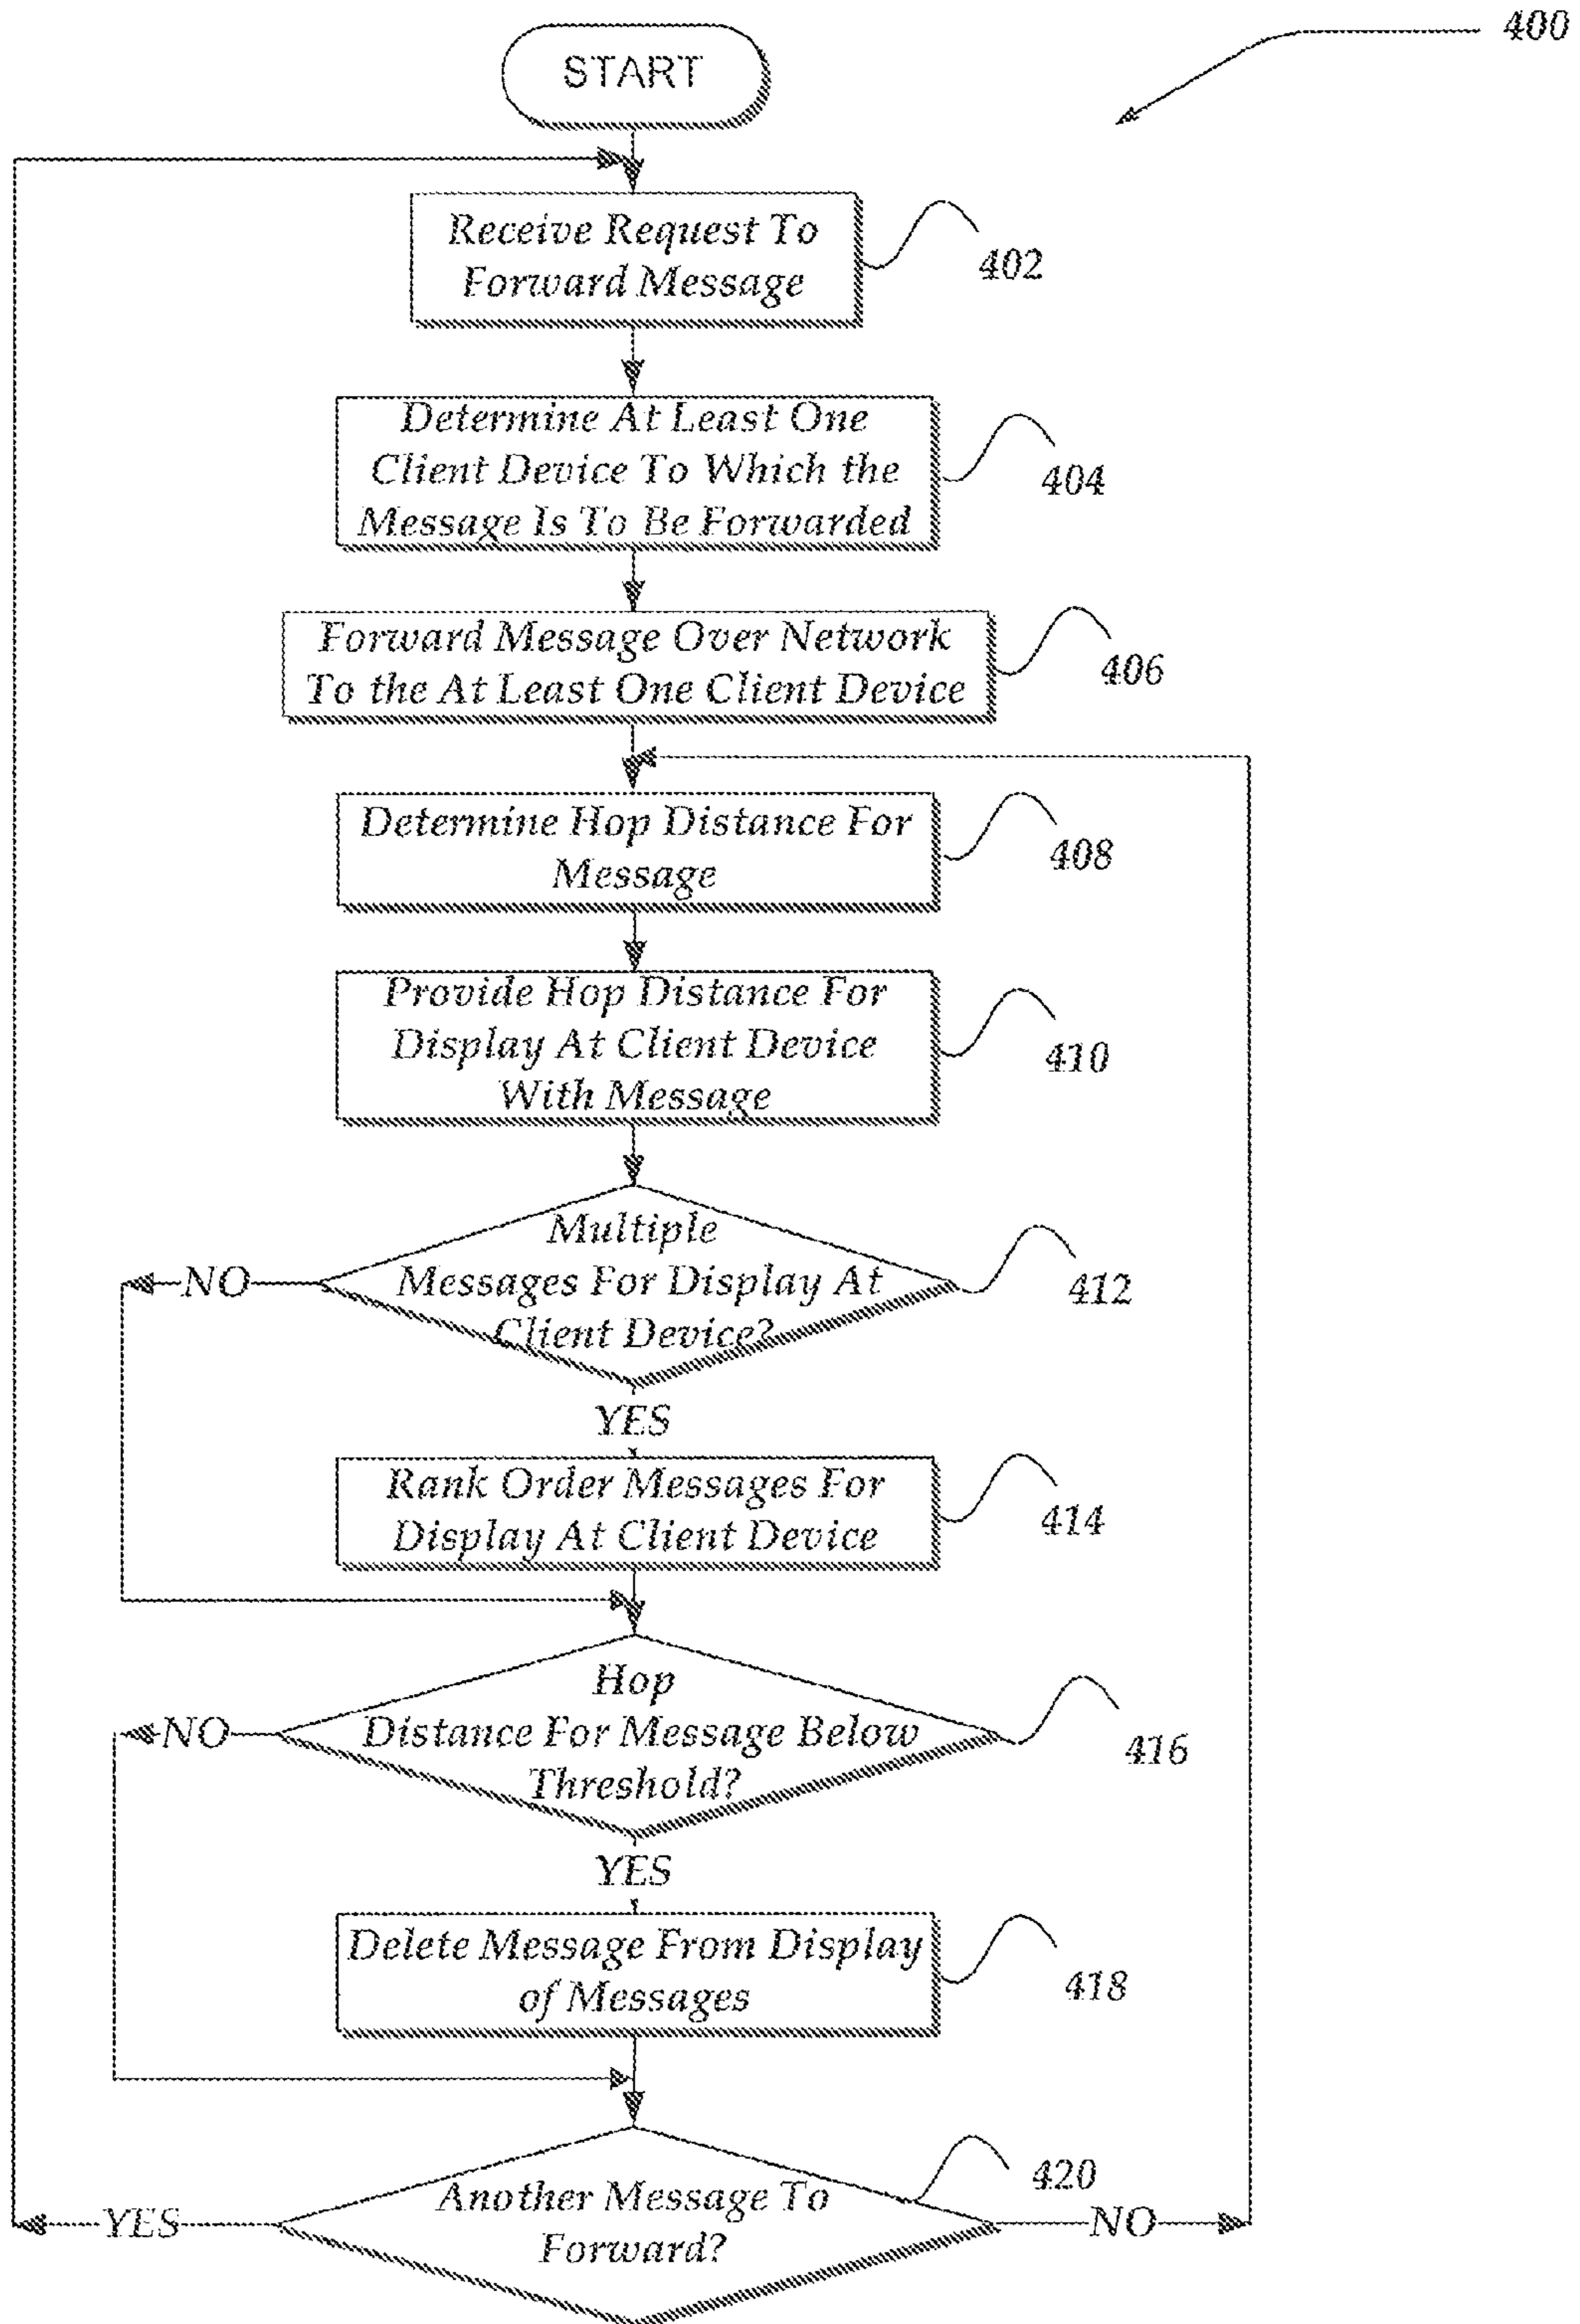 400
START
Receive Request To
Forward Message
402
Determine At Least One
Client Device To Which the
Message Is To Be Forwarded
404
Forward Message Over Network
To the At Least One Client Device
406
Determine Hop Distance For
Message
408
Provide Hop Distance For
Display At Client Device
With Message
410
Multiple
Messages For Display At
Client Device?
NO
412
YES
Rank Order Messages For
Display At Client Device
414
Hop
Distance For Message Below
Threshold?
NO
416
YES
Delete Message From Display
of Messages
418
Another Message To
Forward?
420
YES
NO